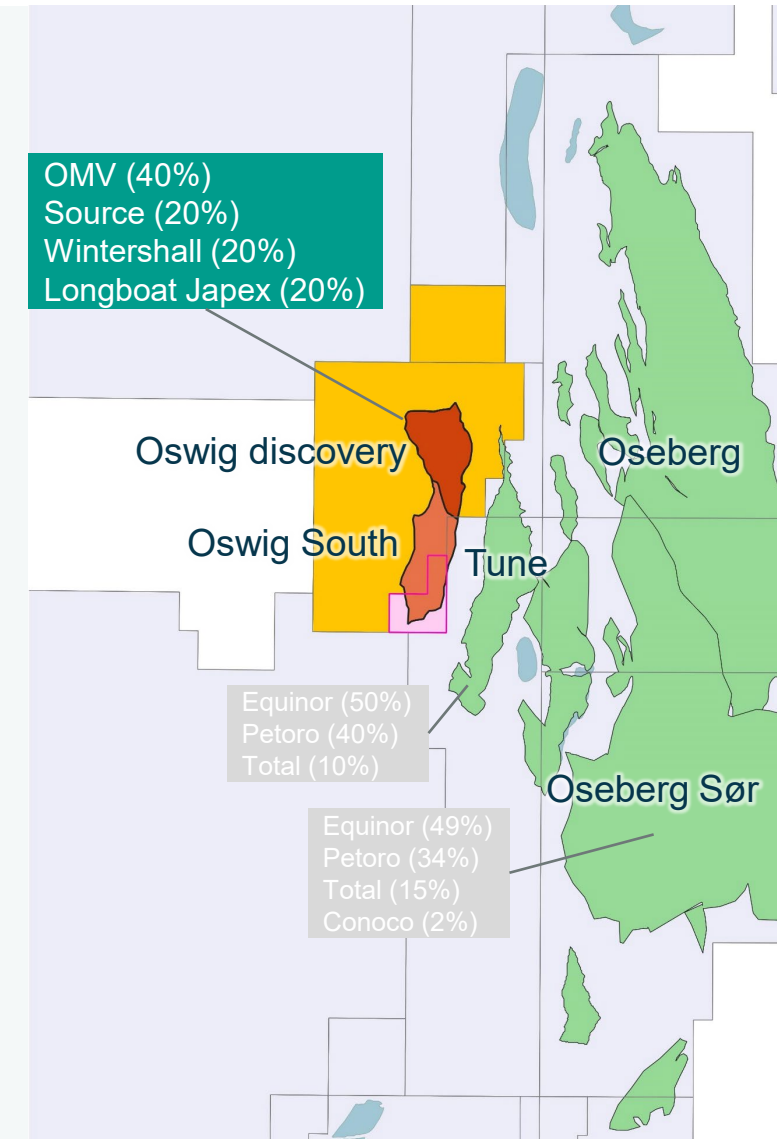 OMV (40%)
Source (20%)
Wintershall (20%)
Longboat Japex (20%)
Oswig discovery
Oseberg
Oswig South
Tune
Equinor (50%)
Petoro (40%)
Total (10%)
Oseberg Sør
Equinor (49%)
Petoro (34%)
Total (15%)
Conoco (2%)